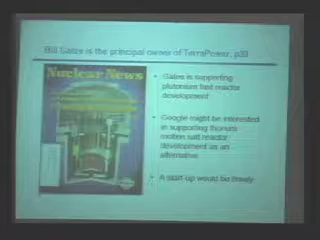 Bill Gates is the principal owner of TerraPower, p33
Nuclear News
• Gates is supporting
plutonium fast reactor
development
• Google might be interested
in supporting thorium
molten salt reactor
development as an
alternative
• A start-up would be timely